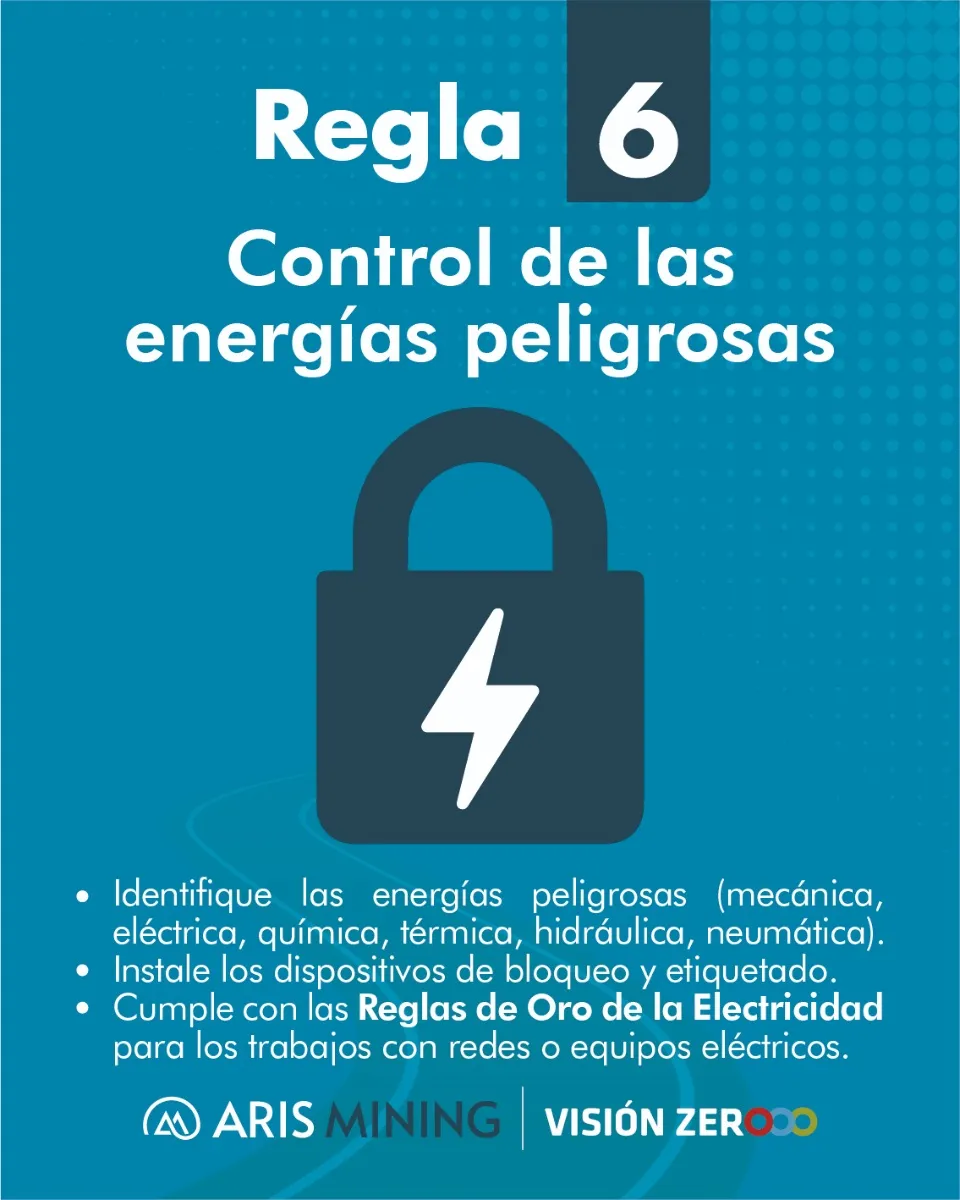 Regla 6
Control de las
energías peligrosas
• Identifique las energías peligrosas (mecánica,
eléctrica, química, térmica, hidráulica, neumática).
• Instale los dispositivos de bloqueo y etiquetado.
• Cumple con las Reglas de Oro de la Electricidad
para los trabajos con redes o equipos eléctricos.
ARIS MINING | VISIÓN ZEROOO